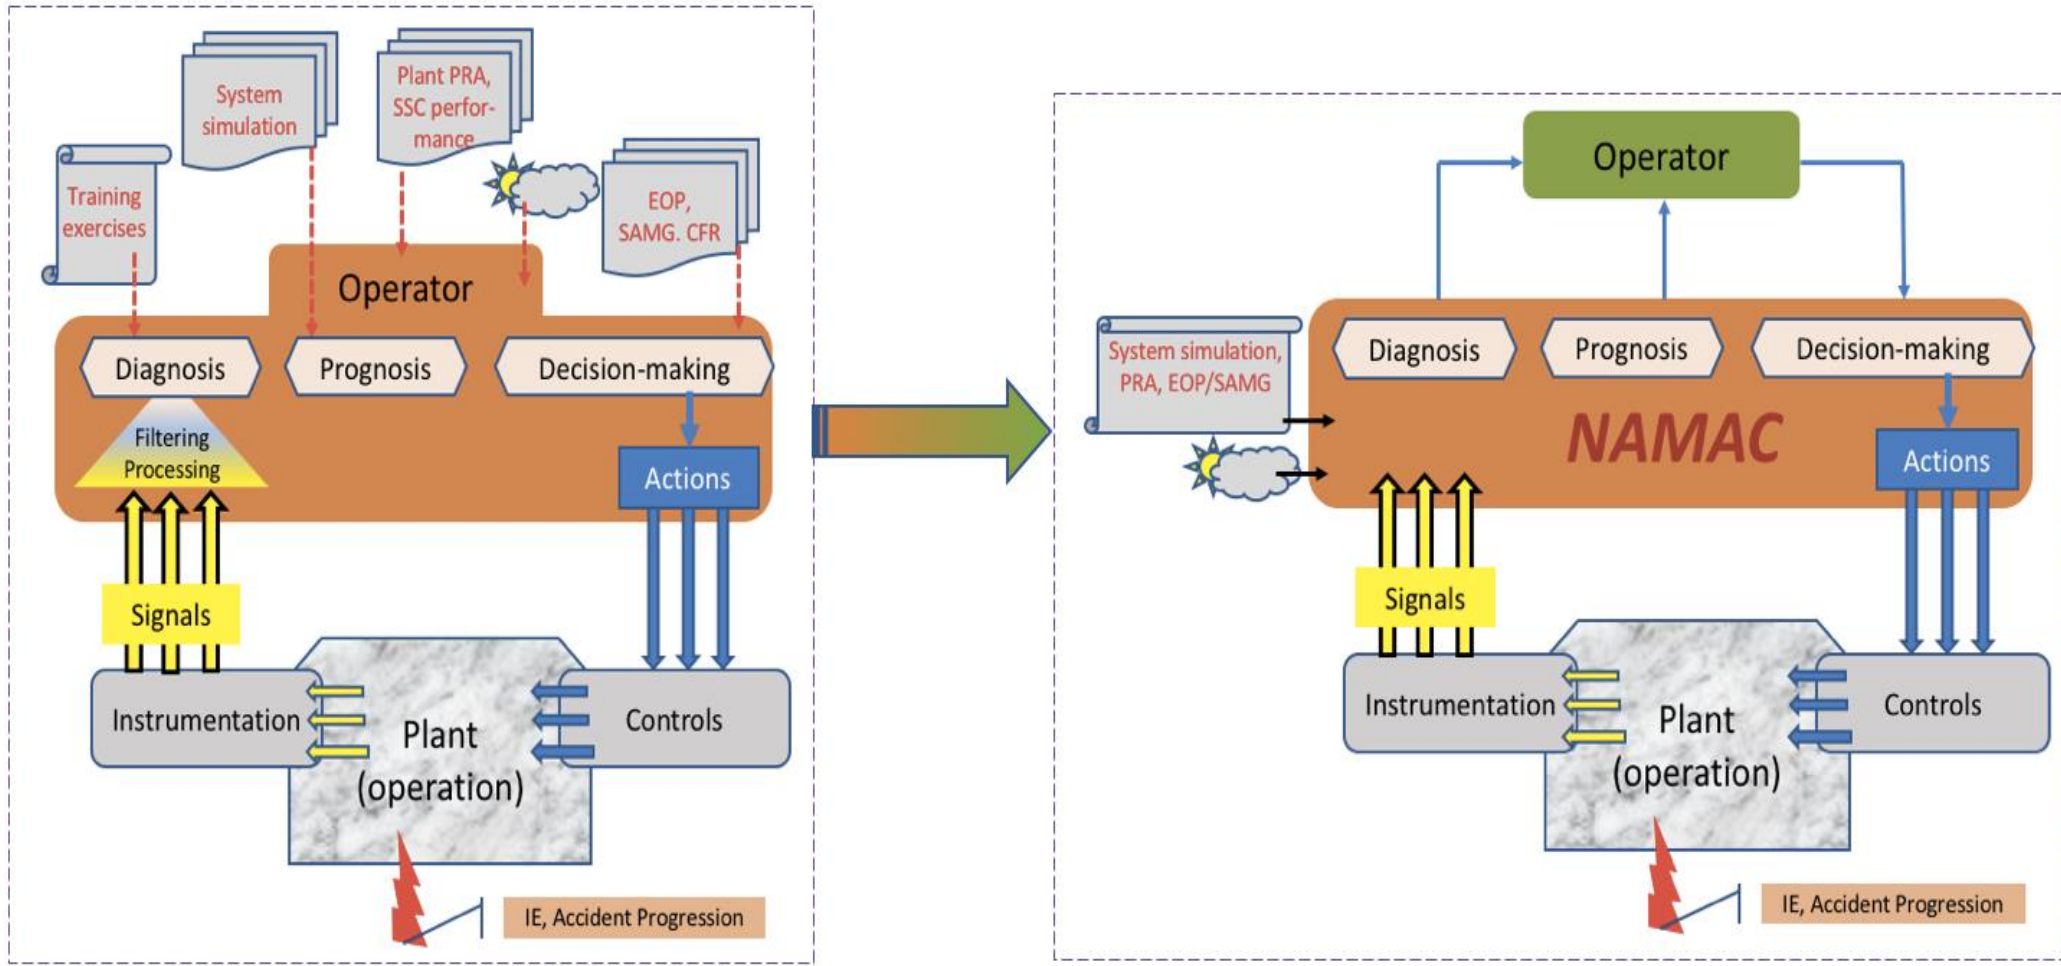 System
simulation
Plant PRA,
SSC perfor-
mance
Training
exercises
EOP,
SAMG. CFR
Operator
Diagnosis
Prognosis
Decision-making
Filtering
Processing
Actions
Signals
Instrumentation
Plant
(operation)
Controls
IE, Accident Progression
Operator
System simulation,
PRA, EOP/SAMG
Diagnosis
Prognosis
Decision-making
NAMAC
Actions
Signals
Instrumentation
Plant
(operation)
Controls
IE, Accident Progression